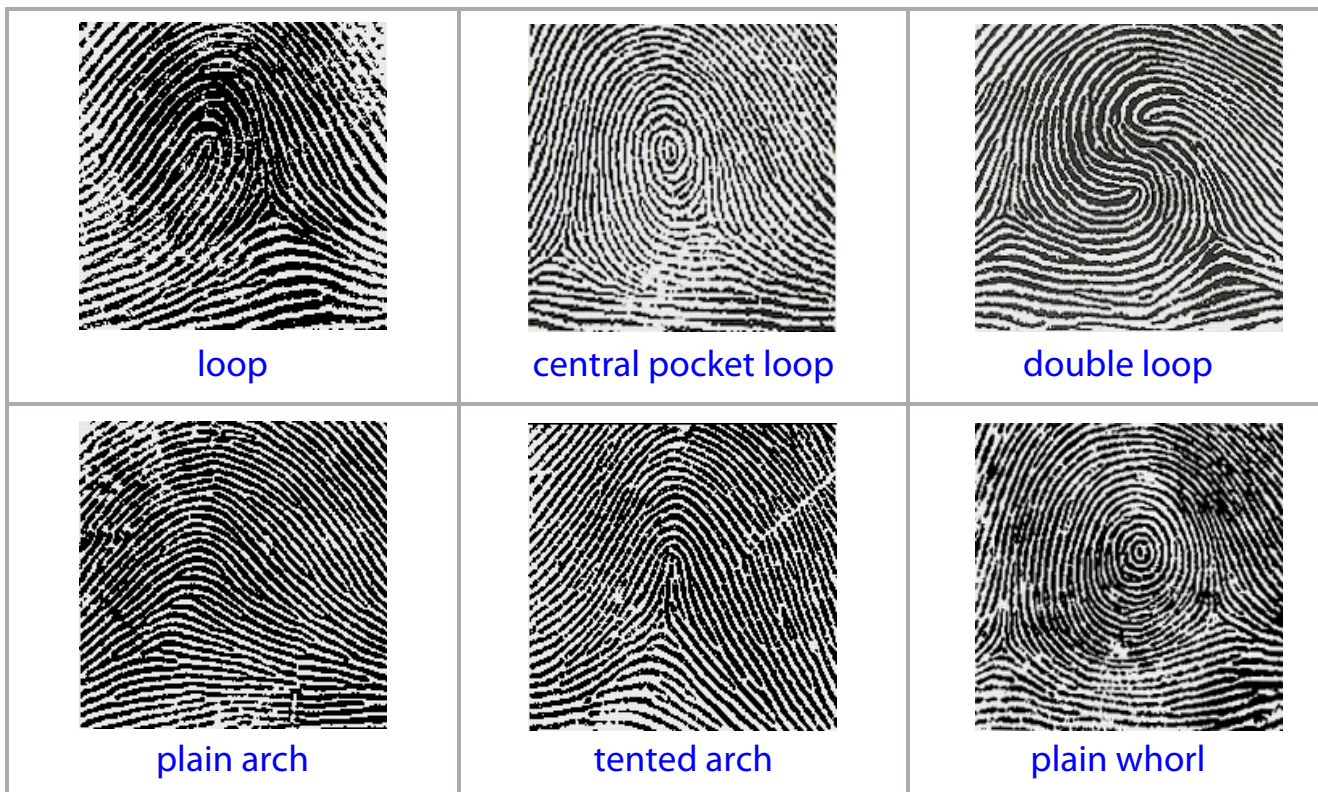 loop
central pocket loop
double loop
plain arch
tented arch
plain whorl